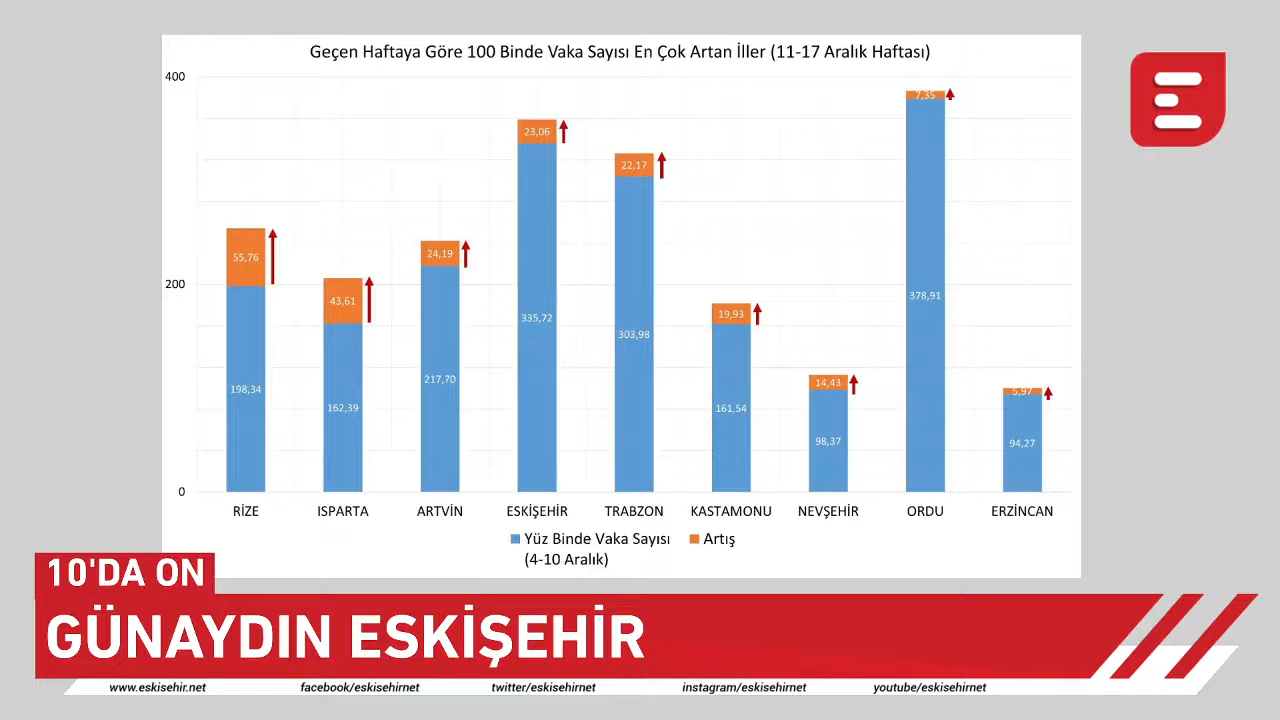 Geçen Haftaya Göre 100 Binde Vaka Sayısı En Çok Artan İller (11-17 Aralık Haftası)
400
200
0
55,76
43,61
24,19
23,06
22,17
19,93
14,43
7,35
5,97
198,34
162,39
217,70
335,72
303,98
161,54
98,37
378,91
94,27
RİZE
ISPARTA
ARTVİN
ESKİŞEHİR
TRABZON
KASTAMONU
NEVŞEHİR
ORDU
ERZİNCAN
Yüz Binde Vaka Sayısı
(4-10 Aralık)
Artış
10'DA ON
GÜNAYDIN ESKİŞEHİR
www.eskisehir.net
facebook/eskisehirnet
twitter/eskisehirnet
instagram/eskisehirnet
youtube/eskisehirnet